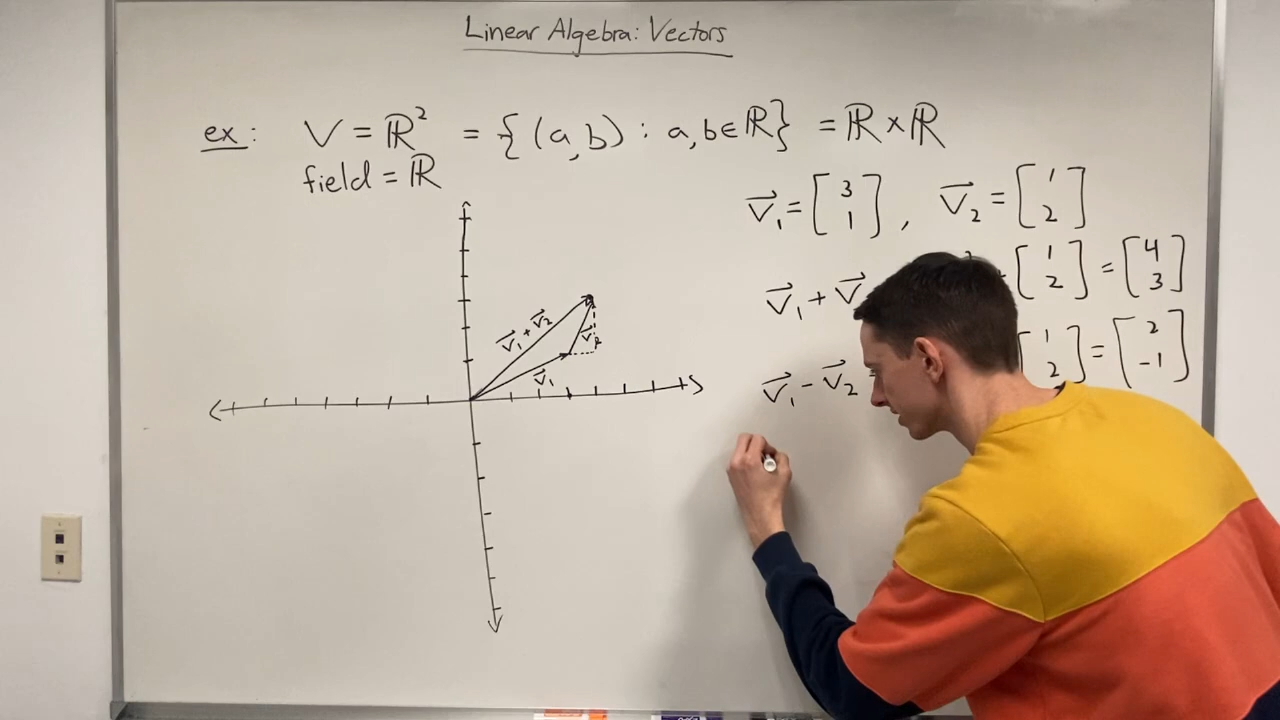 Linear Algebra: Vectors
ex: V = ℝ² = {(a,b) : a,b∈ℝ} = ℝ×ℝ
field = ℝ
v⃗₁ = [3 1], v⃗₂ = [1 2]
v⃗₁ + v⃗ [1 2] = [4 3]
v⃗₁ - v⃗₂ [1 2] = [2 -1]
v⃗₁ + v⃗₂
v⃗₂
v⃗₁